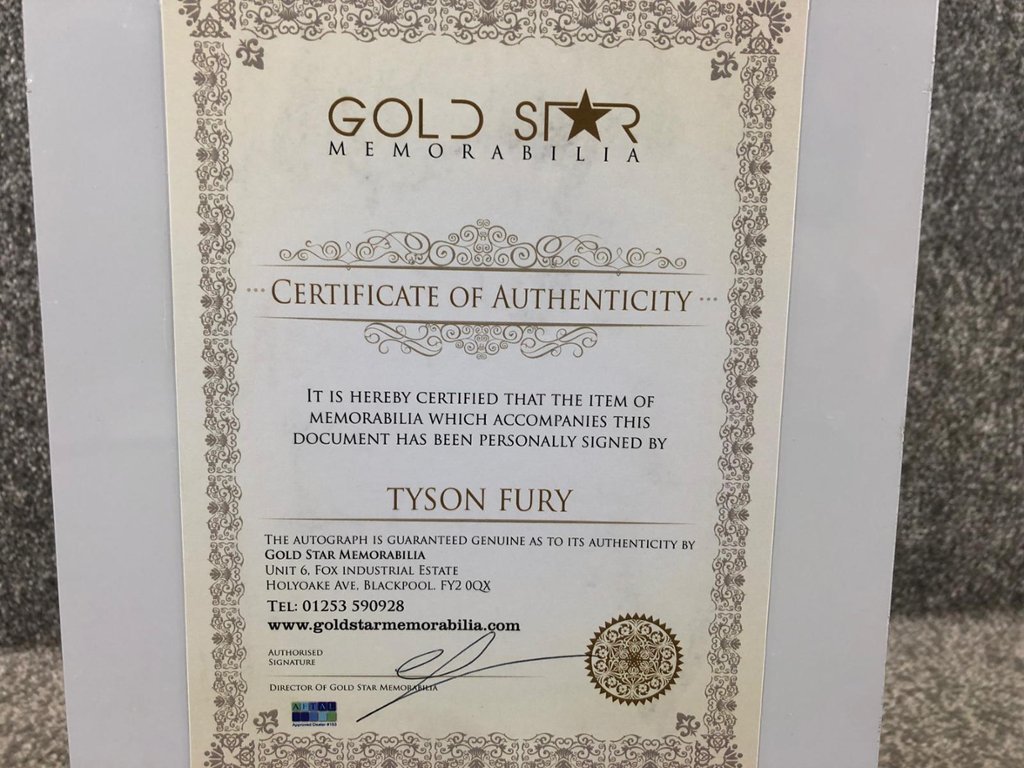 GOLD STAR
MEMORABILIA
CERTIFICATE OF AUTHENTICITY
IT IS HEREBY CERTIFIED THAT THE ITEM OF
MEMORABILIA WHICH ACCOMPANIES THIS
DOCUMENT HAS BEEN PERSONALLY SIGNED BY
TYSON FURY
THE AUTOGRAPH IS GUARANTEED GENUINE AS TO ITS AUTHENTICITY BY
GOLD STAR MEMORABILIA
UNIT 6, FOX INDUSTRIAL ESTATE
HOLYOAKE AVE, BLACKPOOL. FY2 0QX
TEL: 01253 590928
www.goldstarmemorabilia.com
AUTHORISED
SIGNATURE
DIRECTOR OF GOLD STAR MEMORABILIA
AFTAL
Approved Dealer